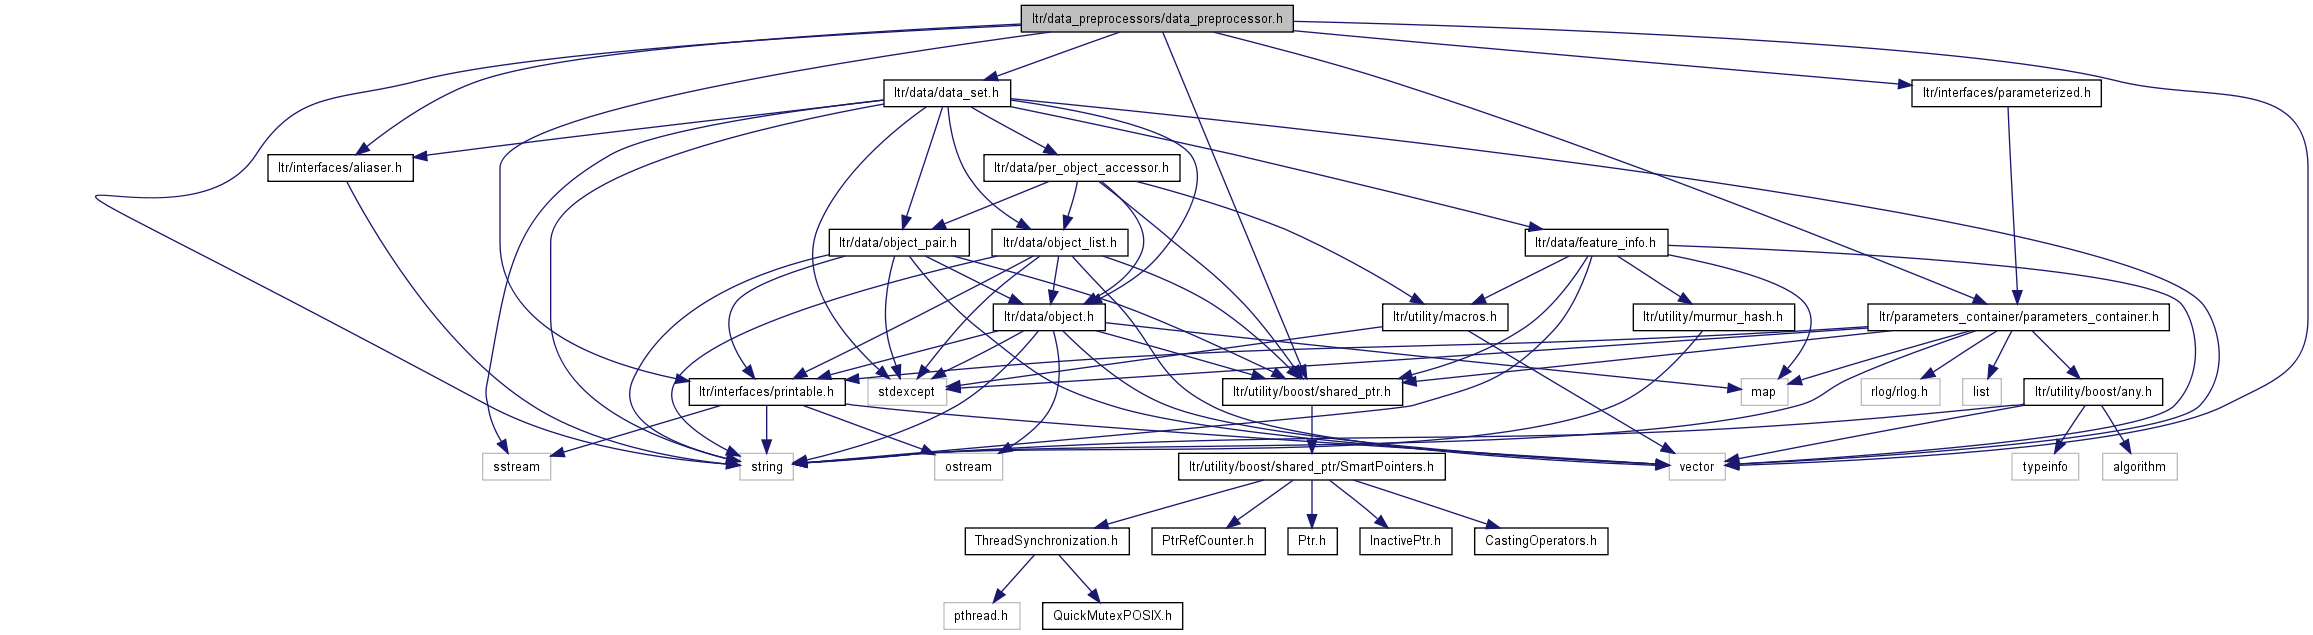 ltr/data_preprocessors/data_preprocessor.h
ltr/data/data_set.h
ltr/interfaces/parameterized.h
ltr/interfaces/aliaser.h
ltr/data/per_object_accessor.h
ltr/data/object_pair.h
ltr/data/object_list.h
ltr/data/feature_info.h
ltr/data/object.h
ltr/utility/macros.h
ltr/utility/murmur_hash.h
ltr/parameters_container/parameters_container.h
ltr/interfaces/printable.h
stdexcept
ltr/utility/boost/shared_ptr.h
map
rlog/rlog.h
list
ltr/utility/boost/any.h
sstream
string
ostream
ltr/utility/boost/shared_ptr/SmartPointers.h
vector
typeinfo
algorithm
ThreadSynchronization.h
PtrRefCounter.h
Ptr.h
InactivePtr.h
CastingOperators.h
pthread.h
QuickMutexPOSIX.h